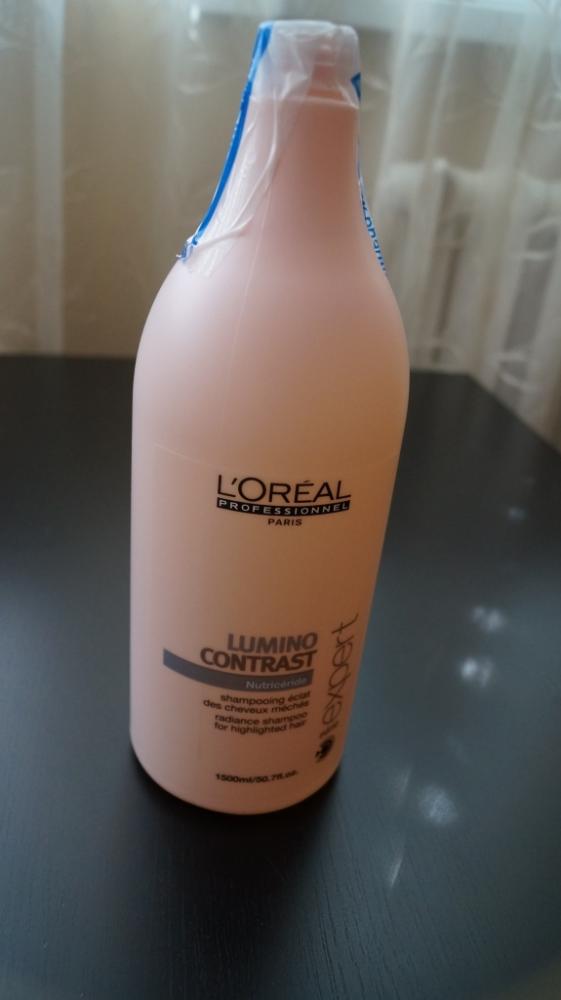 L'ORÉAL
PROFESSIONNEL
PARIS
LUMINO
CONTRAST
Nutricéride
shampooing éclat
des cheveux méchés
radiance shampoo
for highlighted hair
1500ml/50.7fl.oz.
expert